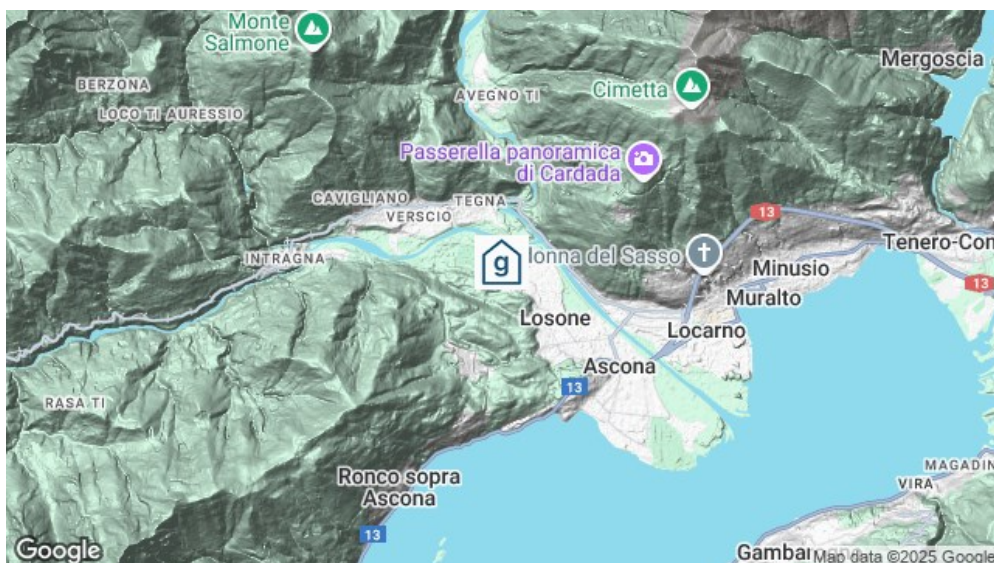 Monte
Salmone
Mergoscia
BERZONA
Cimetta
AVEGNO TI
LOCO TI AURESSIO
Passerella panoramica
di Cardada
CAVIGLIANO
TEGNA
VERSCIO
13
INTRAGNA
g
onna del Sasso
Tenero-Con
Minusio
13
Muralto
Losone
Locarno
Ascona
13
RASA TI
Ronco sopra
Ascona
MAGADIN
VIRA
13
Google
Gambar
Map data ©2025 Google